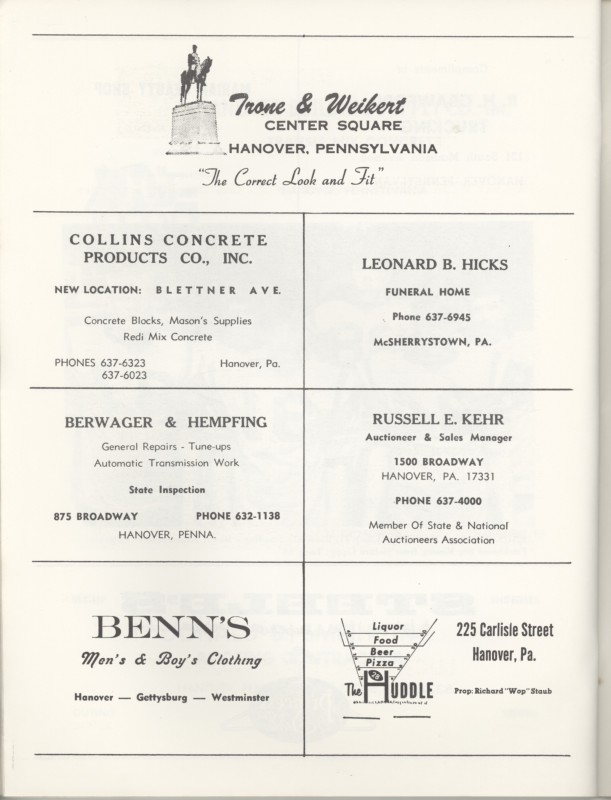 Trone & Weikert
CENTER SQUARE
HANOVER, PENNSYLVANIA
"The Correct Look and Fit"
COLLINS CONCRETE
PRODUCTS CO., INC.
NEW LOCATION: BLETTNER AVE.
Concrete Blocks, Mason's Supplies
Redi Mix Concrete
PHONES 637-6323 Hanover, Pa.
637-6023
LEONARD B. HICKS
FUNERAL HOME
Phone 637-6945
McSHERRYSTOWN, PA.
BERWAGER & HEMPFING
General Repairs - Tune-ups
Automatic Transmission Work
State Inspection
875 BROADWAY PHONE 632-1138
HANOVER, PENNA.
RUSSELL E. KEHR
Auctioneer & Sales Manager
1500 BROADWAY
HANOVER, PA. 17331
PHONE 637-4000
Member Of State & National
Auctioneers Association
BENN'S
Men's & Boy's Clothing
Hanover — Gettysburg — Westminster
Liquor
Food
Beer
Pizza
The HUDDLE
225 Carlisle Street
Hanover, Pa.
Prop: Richard "Wop" Staub